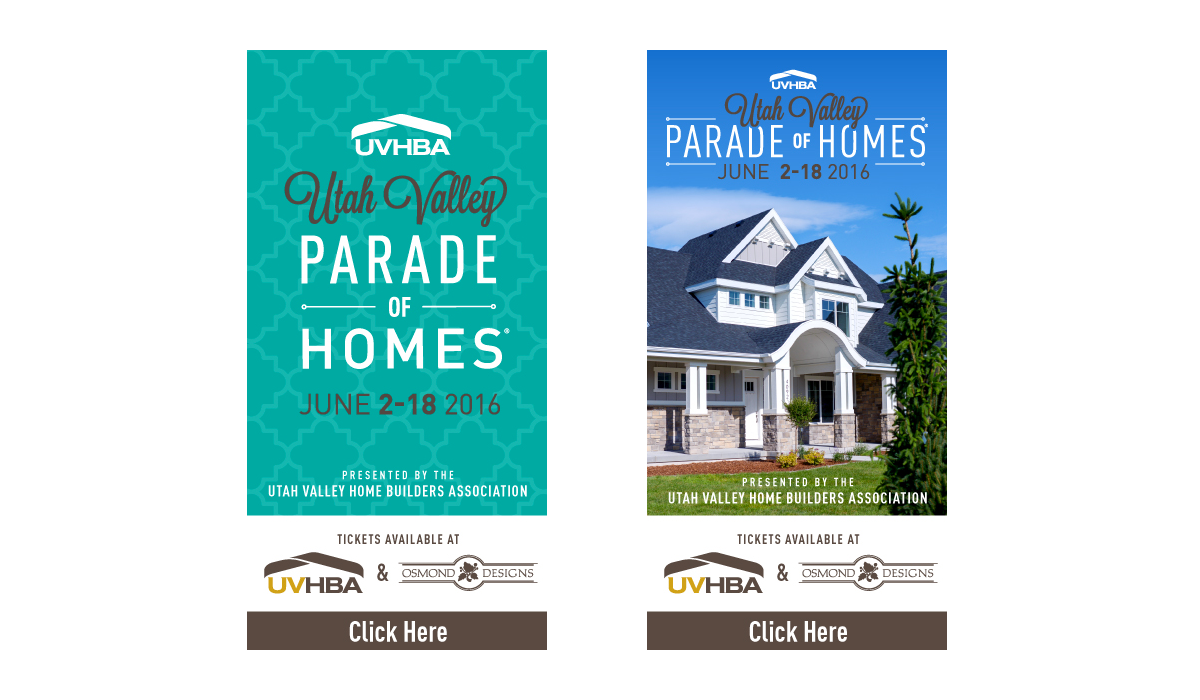 UVHBA
Utah Valley
PARADE
OF
HOMES®
JUNE 2-18 2016
PRESENTED BY THE
UTAH VALLEY HOME BUILDERS ASSOCIATION
TICKETS AVAILABLE AT
UVHBA & OSMOND DESIGNS
Click Here
UVHBA
Utah Valley
PARADE OF HOMES®
JUNE 2-18 2016
PRESENTED BY THE
UTAH VALLEY HOME BUILDERS ASSOCIATION
TICKETS AVAILABLE AT
UVHBA & OSMOND DESIGNS
Click Here